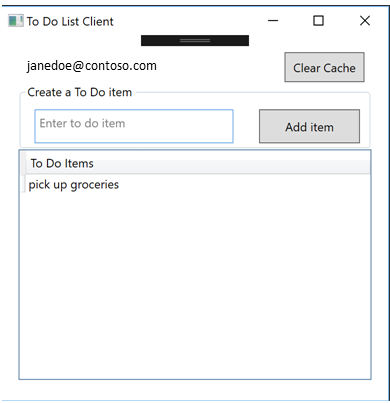 To Do List Client
janedoe@contoso.com
Clear Cache
Create a To Do item
Enter to do item
Add item
To Do Items
pick up groceries